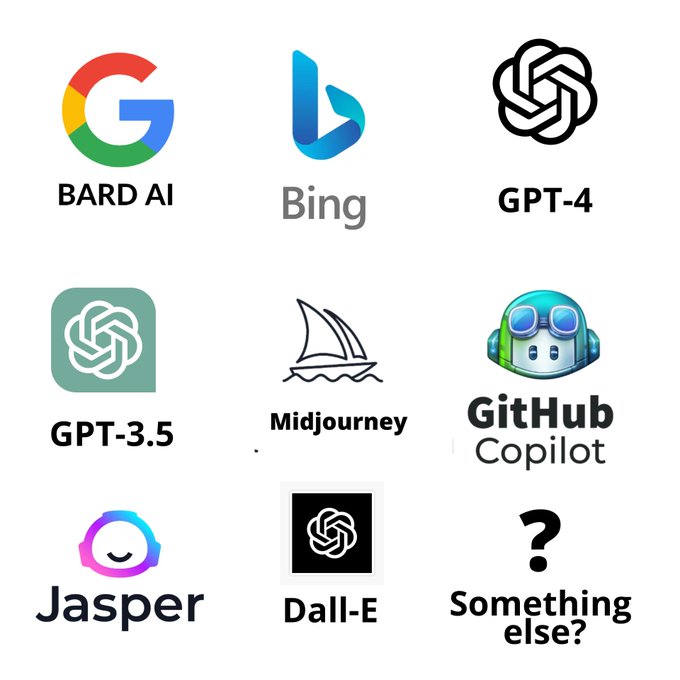 BARD AI
Bing
GPT-4
GPT-3.5
Midjourney
GitHub
Copilot
Jasper
Dall-E
?
Something
else?